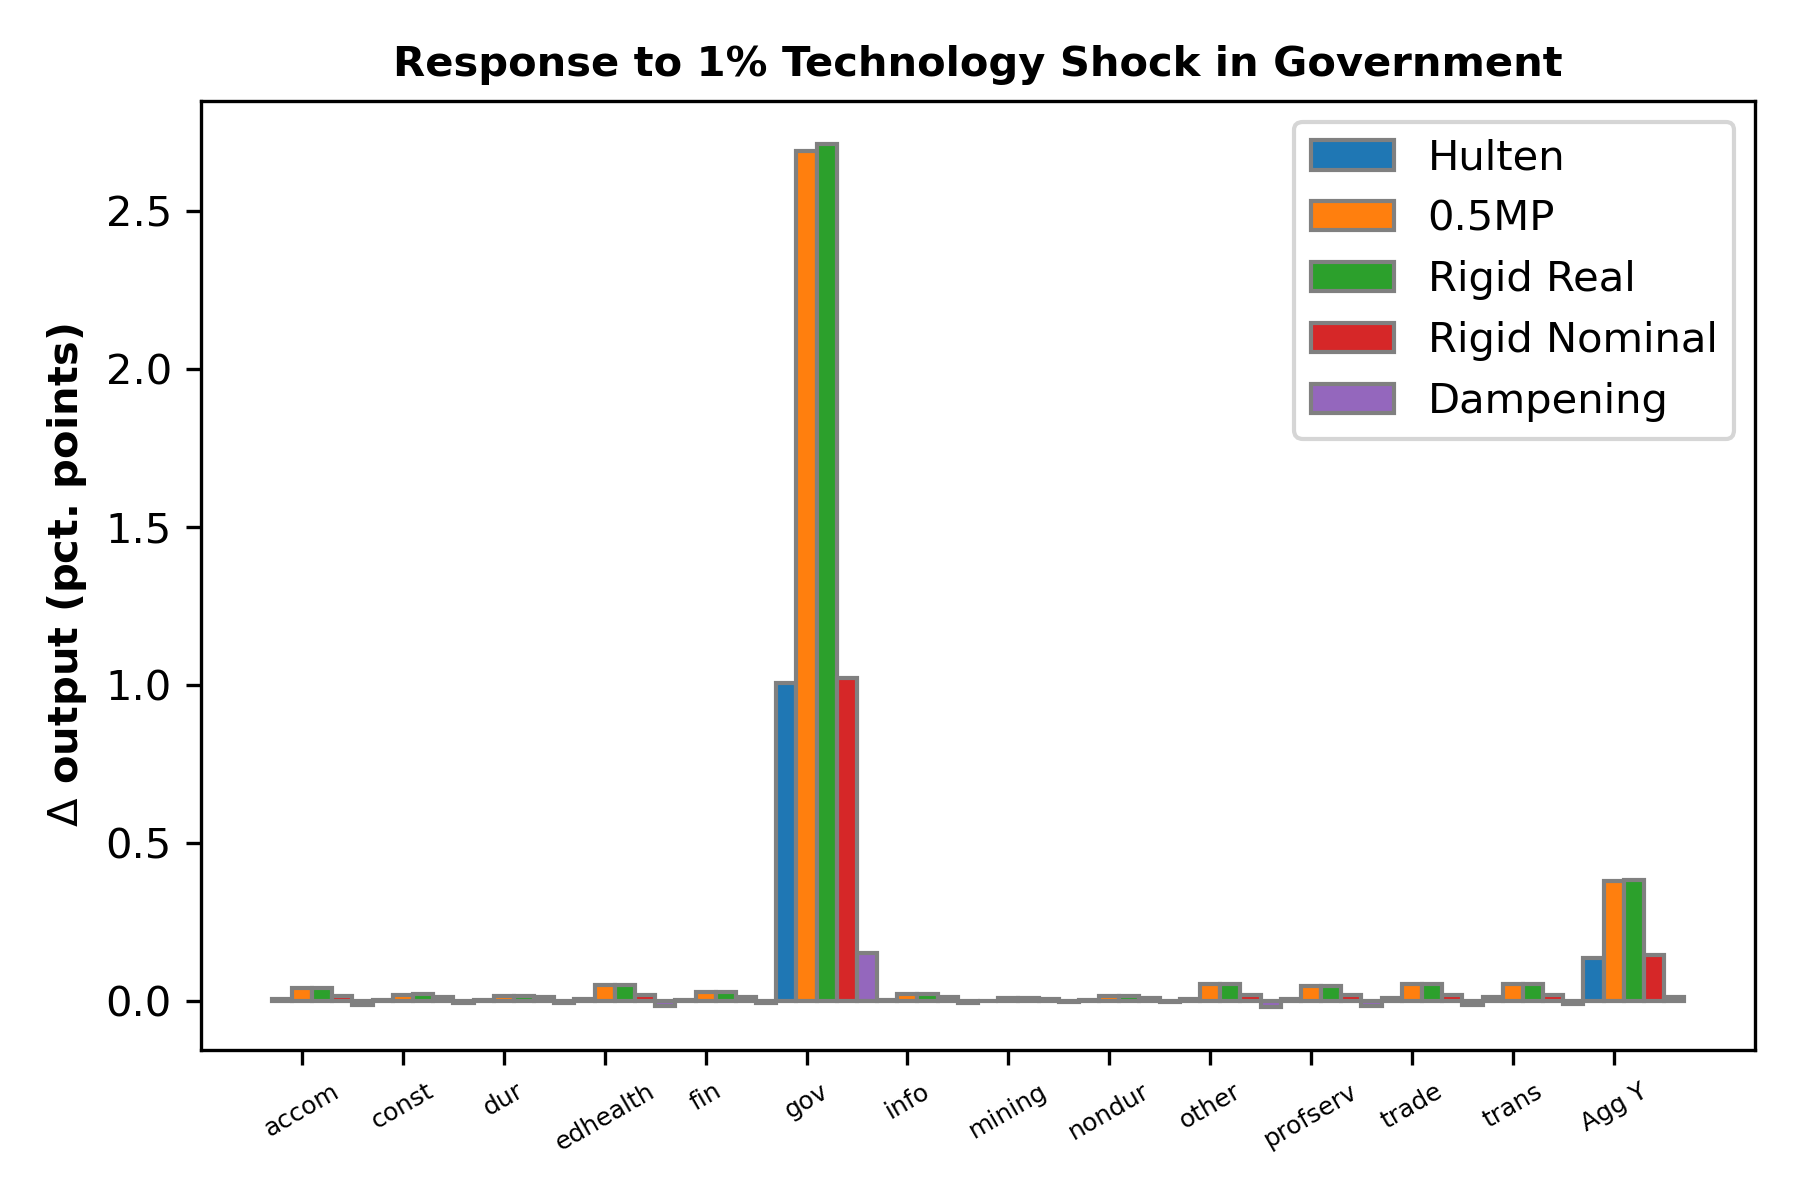 Response to 1% Technology Shock in Government
Δ output (pct. points)
2.5
2.0
1.5
1.0
0.5
0.0
Hulten
0.5MP
Rigid Real
Rigid Nominal
Dampening
accom
const
dur
edhealth
fin
gov
info
mining
nondur
other
profserv
trade
trans
Agg Y